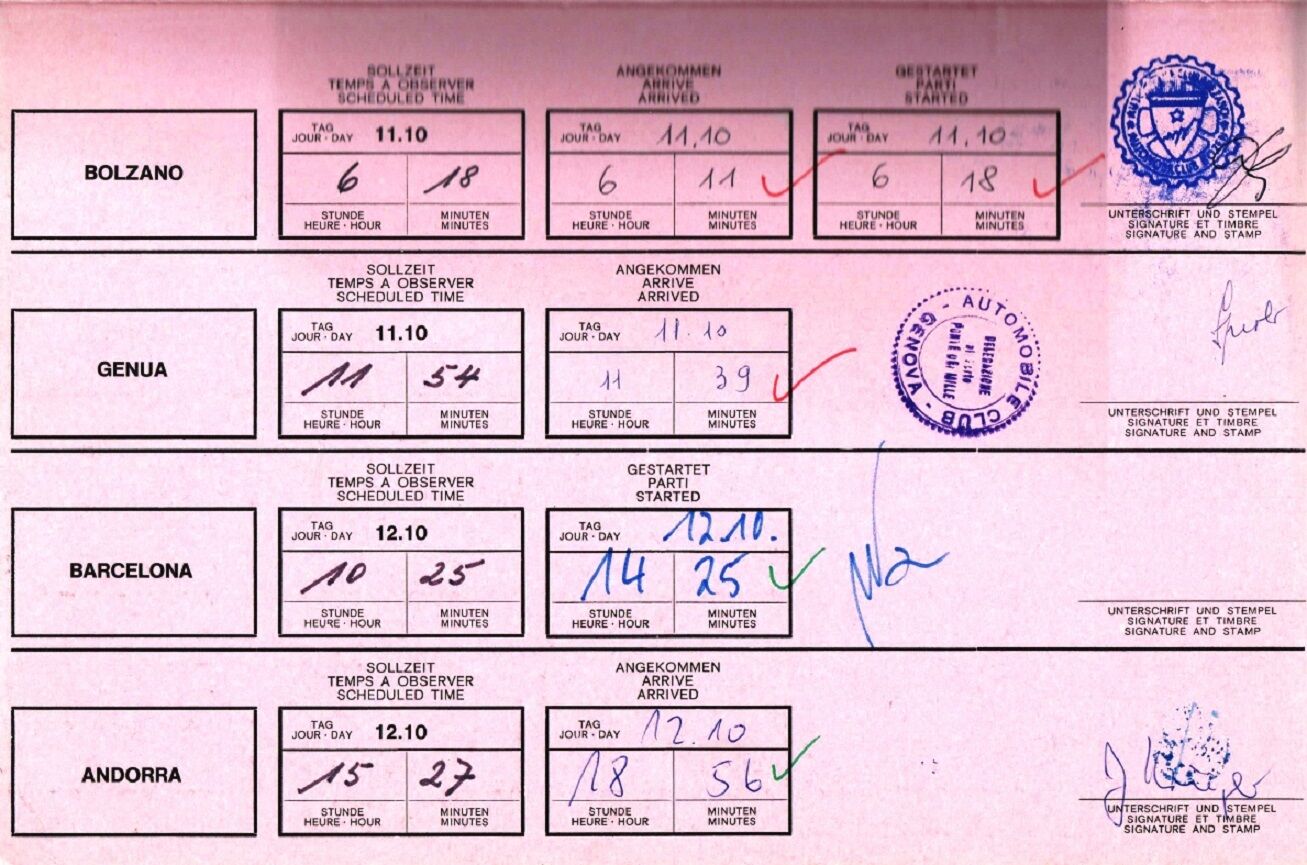 SOLLZEIT
TEMPS A OBSERVER
SCHEDULED TIME
ANGEKOMMEN
ARRIVE
ARRIVED
GESTARTET
PARTI
STARTED
BOLZANO
TAG
JOUR · DAY 11.10
6 18
STUNDE
HEURE · HOUR
MINUTEN
MINUTES
TAG
JOUR · DAY 11.10
6 11
STUNDE
HEURE · HOUR
MINUTEN
MINUTES
TAG
JOUR · DAY 11.10
6 18
STUNDE
HEURE · HOUR
MINUTEN
MINUTES
UNTERSCHRIFT UND STEMPEL
SIGNATURE ET TIMBRE
SIGNATURE AND STAMP
SOLLZEIT
TEMPS A OBSERVER
SCHEDULED TIME
ANGEKOMMEN
ARRIVE
ARRIVED
GENUA
TAG
JOUR · DAY 11.10
11 54
STUNDE
HEURE · HOUR
MINUTEN
MINUTES
TAG
JOUR · DAY 11.10
11 39
STUNDE
HEURE · HOUR
MINUTEN
MINUTES
AUTOMOBILE CLUB - GENOVA -
DELEGAZIONE
UNTERSCHRIFT UND STEMPEL
SIGNATURE ET TIMBRE
SIGNATURE AND STAMP
SOLLZEIT
TEMPS A OBSERVER
SCHEDULED TIME
GESTARTET
PARTI
STARTED
BARCELONA
TAG
JOUR · DAY 12.10
10 25
STUNDE
HEURE · HOUR
MINUTEN
MINUTES
TAG
JOUR · DAY 12.10.
14 25
STUNDE
HEURE · HOUR
MINUTEN
MINUTES
UNTERSCHRIFT UND STEMPEL
SIGNATURE ET TIMBRE
SIGNATURE AND STAMP
SOLLZEIT
TEMPS A OBSERVER
SCHEDULED TIME
ANGEKOMMEN
ARRIVE
ARRIVED
ANDORRA
TAG
JOUR · DAY 12.10
15 27
STUNDE
HEURE · HOUR
MINUTEN
MINUTES
TAG
JOUR · DAY 12.10
18 56
STUNDE
HEURE · HOUR
MINUTEN
MINUTES
UNTERSCHRIFT UND STEMPEL
SIGNATURE ET TIMBRE
SIGNATURE AND STAMP